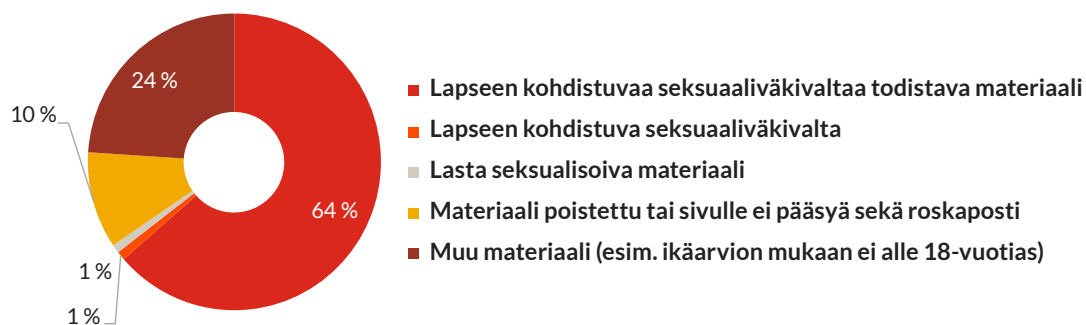 24 %
10 %
64 %
1 %
1 %
Lapseen kohdistuvaa seksuaaliväkivaltaa todistava materiaali
Lapseen kohdistuva seksuaaliväkivalta
Lasta seksualisoiva materiaali
Materiaali poistettu tai sivulle ei pääsyä sekä roskaposti
Muu materiaali (esim. ikäarvion mukaan ei alle 18-vuotias)